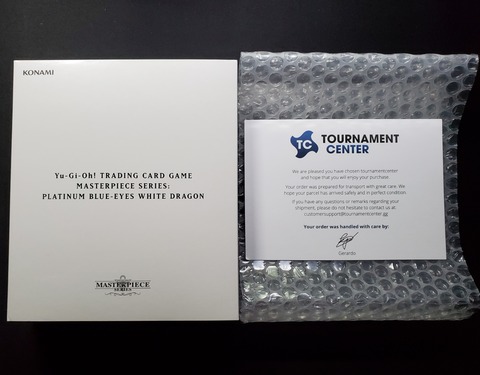 KONAMI
Yu-Gi-Oh! TRADING CARD GAME
MASTERPIECE SERIES:
PLATINUM BLUE-EYES WHITE DRAGON
MASTERPIECE
SERIES
TC
TOURNAMENT
CENTER
We are pleased you have chosen tournamentcenter
and hope that you will enjoy your purchase.
Your order was prepared for transport with great care. We
hope your parcel has arrived safely and in perfect condition.
If you have any questions or remarks regarding your
shipment, please do not hesitate to contact us at:
customersupport@tournamentcenter.gg
Your order was handled with care by:
Gerardo